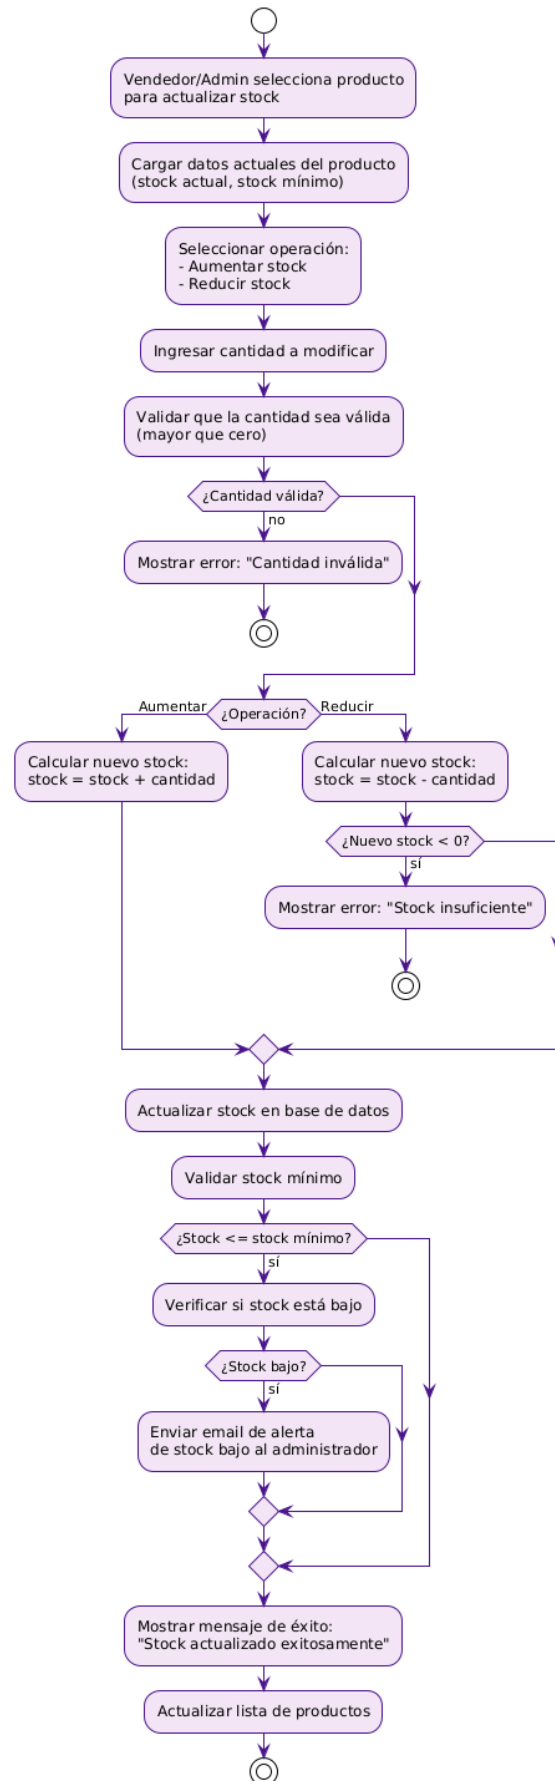 Vendedor/Admin selecciona producto
para actualizar stock
Cargar datos actuales del producto
(stock actual, stock mínimo)
Seleccionar operación:
- Aumentar stock
- Reducir stock
Ingresar cantidad a modificar
Validar que la cantidad sea válida
(mayor que cero)
¿Cantidad válida?
no
Mostrar error: "Cantidad inválida"
Aumentar
¿Operación?
Reducir
Calcular nuevo stock:
stock = stock + cantidad
Calcular nuevo stock:
stock = stock - cantidad
¿Nuevo stock < 0?
sí
Mostrar error: "Stock insuficiente"
Actualizar stock en base de datos
Validar stock mínimo
¿Stock <= stock mínimo?
sí
Verificar si stock está bajo
¿Stock bajo?
sí
Enviar email de alerta
de stock bajo al administrador
Mostrar mensaje de éxito:
"Stock actualizado exitosamente"
Actualizar lista de productos